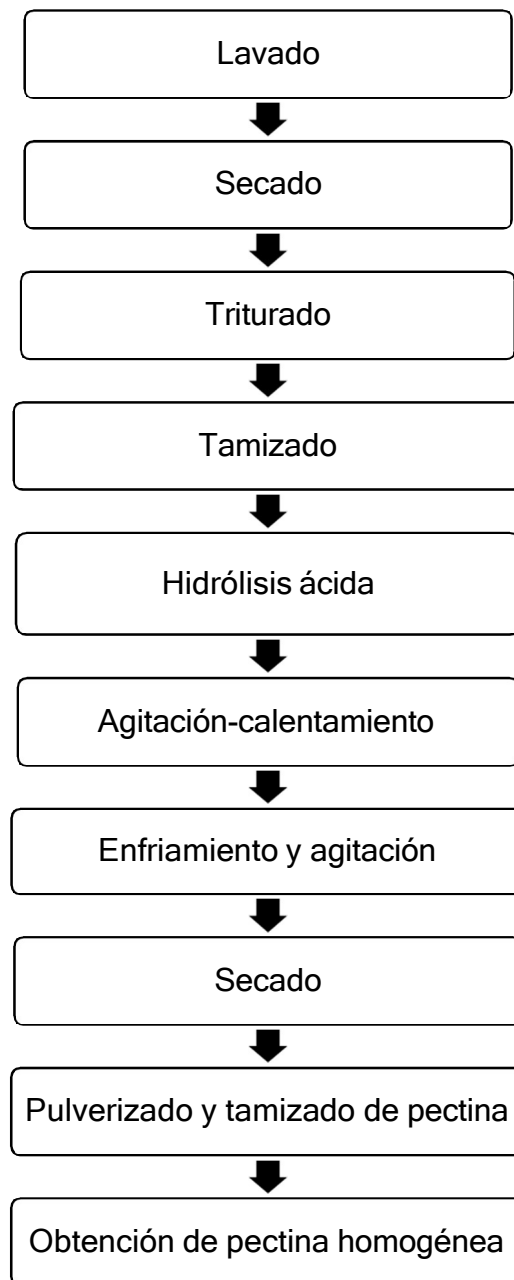 Lavado
Secado
Triturado
Tamizado
Hidrólisis ácida
Agitación-calentamiento
Enfriamiento y agitación
Secado
Pulverizado y tamizado de pectina
Obtención de pectina homogénea